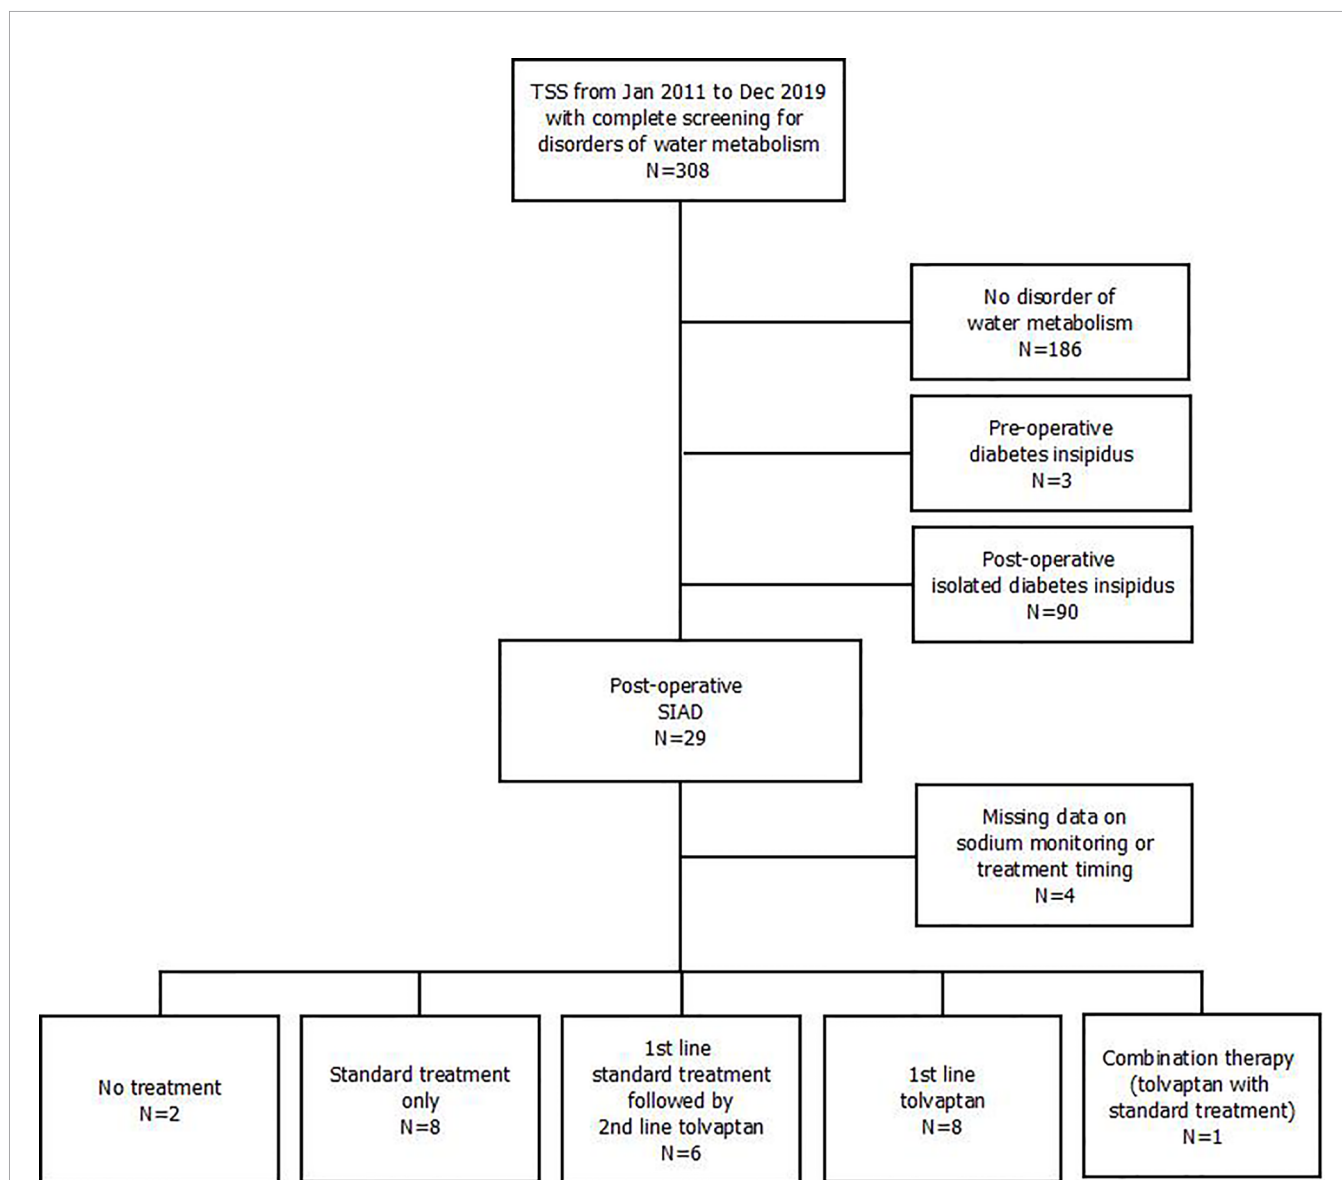 TSS from Jan 2011 to Dec 2019
with complete screening for
disorders of water metabolism
N=308
No disorder of
water metabolism
N=186
Pre-operative
diabetes insipidus
N=3
Post-operative
isolated diabetes insipidus
N=90
Post-operative
SIAD
N=29
Missing data on
sodium monitoring or
treatment timing
N=4
No treatment
N=2
Standard treatment
only
N=8
1st line
standard treatment
followed by
2nd line tolvaptan
N=6
1st line
tolvaptan
N=8
Combination therapy
(tolvaptan with
standard treatment)
N=1